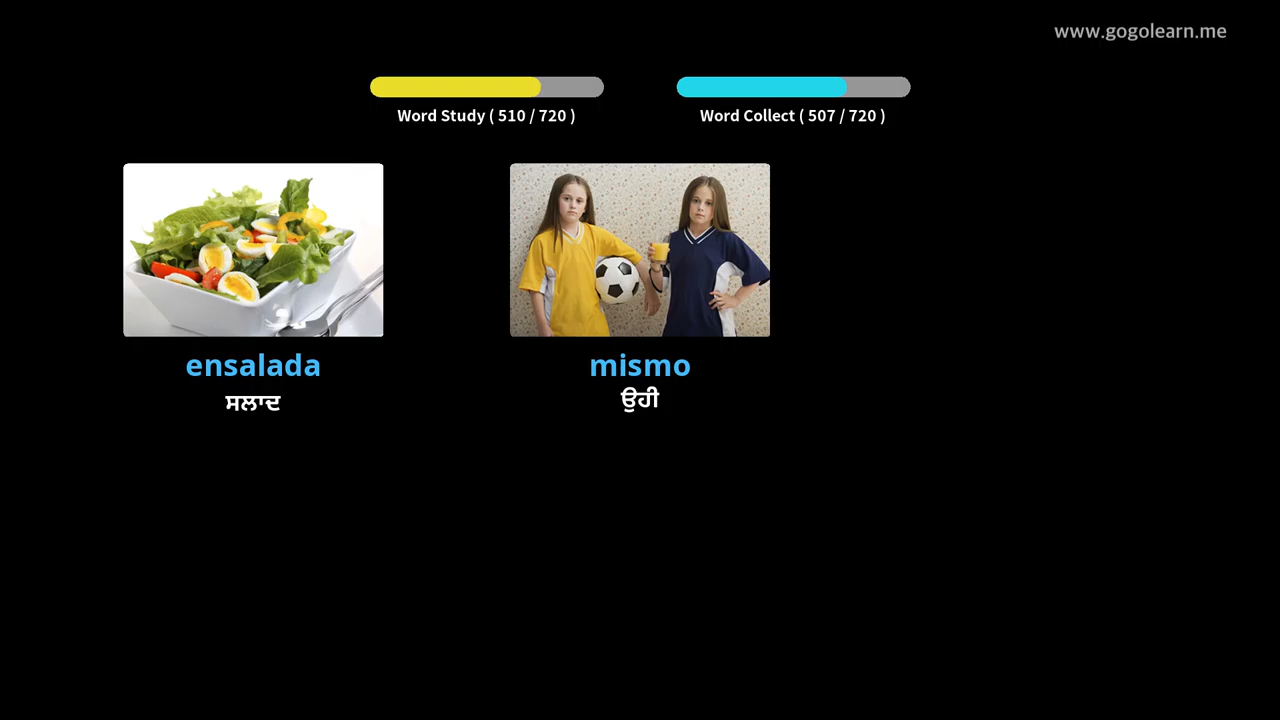 www.gogolearn.me
Word Study ( 510 / 720 )
Word Collect ( 507 / 720 )
ensalada
ਸਲਾਦ
mismo
ਉਹੀ